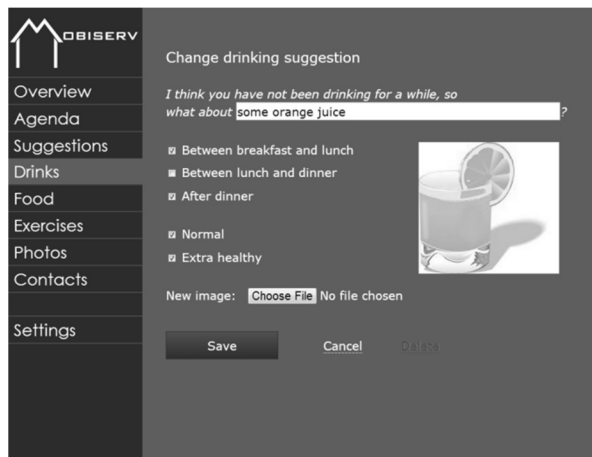 MOBISERV
Overview
Agenda
Suggestions
Drinks
Food
Exercises
Photos
Contacts
Settings
Change drinking suggestion
I think you have not been drinking for a while, so
what about some orange juice ?
Between breakfast and lunch
Between lunch and dinner
After dinner
Normal
Extra healthy
New image: Choose File No file chosen
Save Cancel Delete